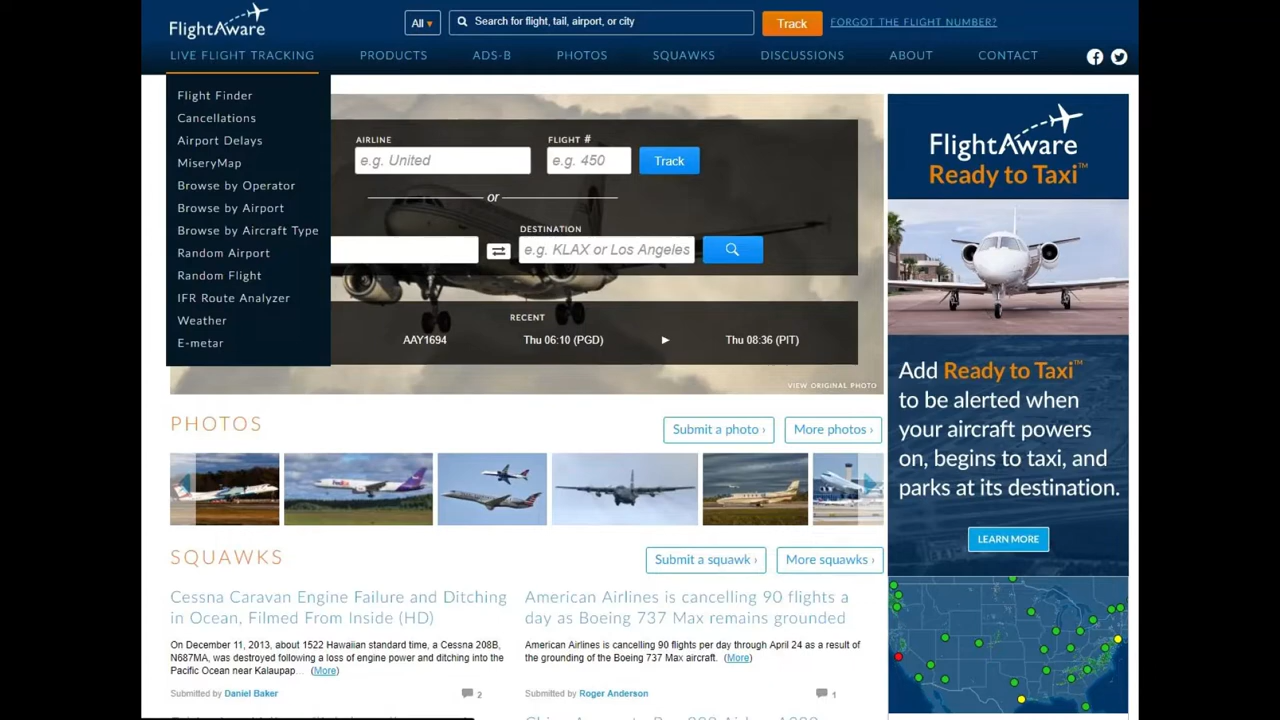 FlightAware
All ▾
Search for flight, tail, airport, or city
Track
FORGOT THE FLIGHT NUMBER?
LIVE FLIGHT TRACKING
PRODUCTS
ADS-B
PHOTOS
SQUAWKS
DISCUSSIONS
ABOUT
CONTACT
Flight Finder
Cancellations
Airport Delays
MiseryMap
Browse by Operator
Browse by Airport
Browse by Aircraft Type
Random Airport
Random Flight
IFR Route Analyzer
Weather
E-metar
AIRLINE
FLIGHT #
e.g. United
e.g. 450
Track
or
DESTINATION
e.g. KLAX or Los Angeles
RECENT
AAY1694
Thu 06:10 (PGD)
Thu 08:36 (PIT)
VIEW ORIGINAL PHOTO
PHOTOS
Submit a photo ›
More photos ›
FedEx
SQUAWKS
Submit a squawk ›
More squawks ›
Cessna Caravan Engine Failure and Ditching
in Ocean, Filmed From Inside (HD)
On December 11, 2013, about 1522 Hawaiian standard time, a Cessna 208B,
N687MA, was destroyed following a loss of engine power and ditching into the
Pacific Ocean near Kalaupap... (More)
Submitted by Daniel Baker
2
American Airlines is cancelling 90 flights a
day as Boeing 737 Max remains grounded
American Airlines is cancelling 90 flights per day through April 24 as a result of
the grounding of the Boeing 737 Max aircraft. (More)
Submitted by Roger Anderson
1
FlightAware
Ready to Taxi™
Add Ready to Taxi™
to be alerted when
your aircraft powers
on, begins to taxi, and
parks at its destination.
LEARN MORE